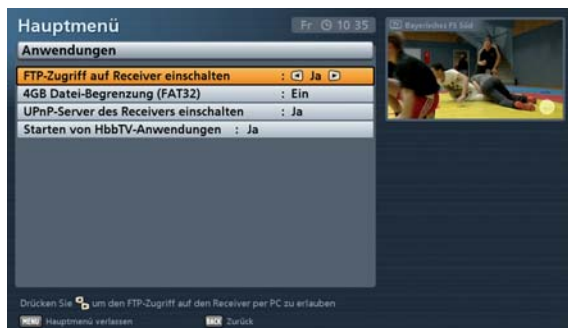 Hauptmenü
Fr 10 35
Bayerisches FS Süd
Anwendungen
FTP-Zugriff auf Receiver einschalten : Ja
4GB Datei-Begrenzung (FAT32) : Ein
UPnP-Server des Receivers einschalten : Ja
Starten von HbbTV-Anwendungen : Ja
Drücken Sie um den FTP-Zugriff auf den Receiver per PC zu erlauben
MENU Hauptmenü verlassen BACK Zurück